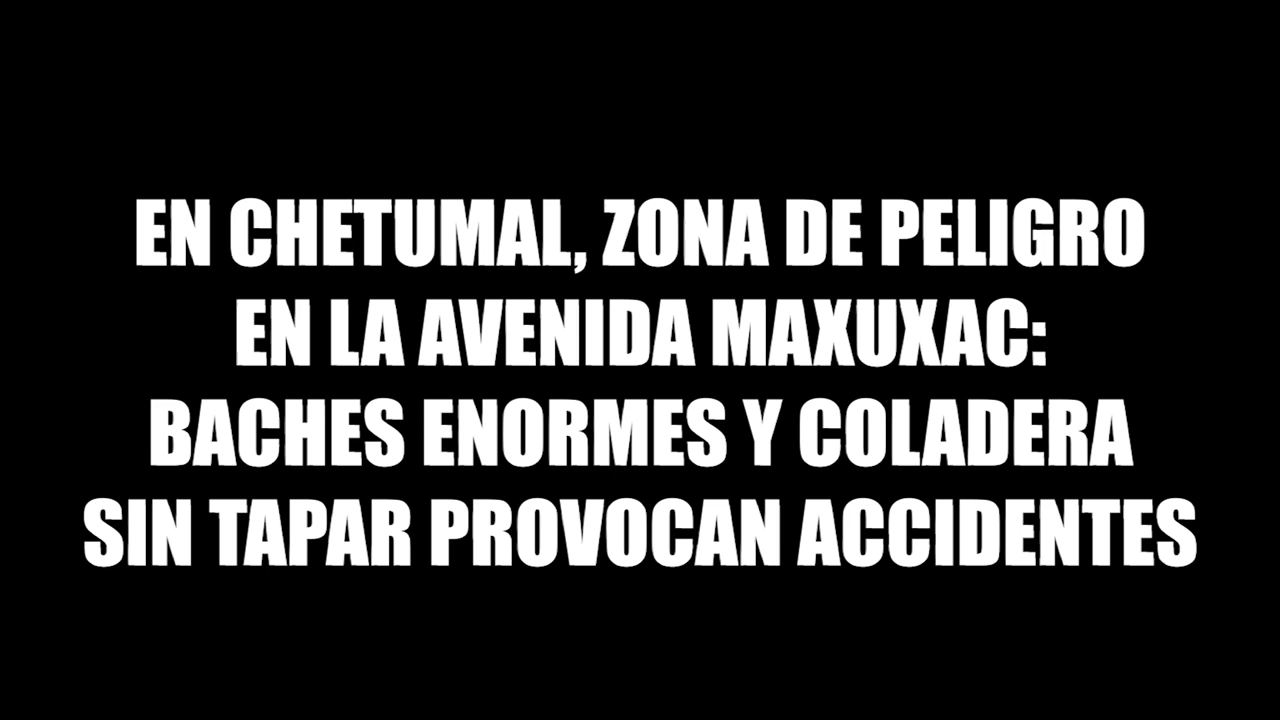 EN CHETUMAL, ZONA DE PELIGRO
EN LA AVENIDA MAXUXAC:
BACHES ENORMES Y COLADERA
SIN TAPAR PROVOCAN ACCIDENTES